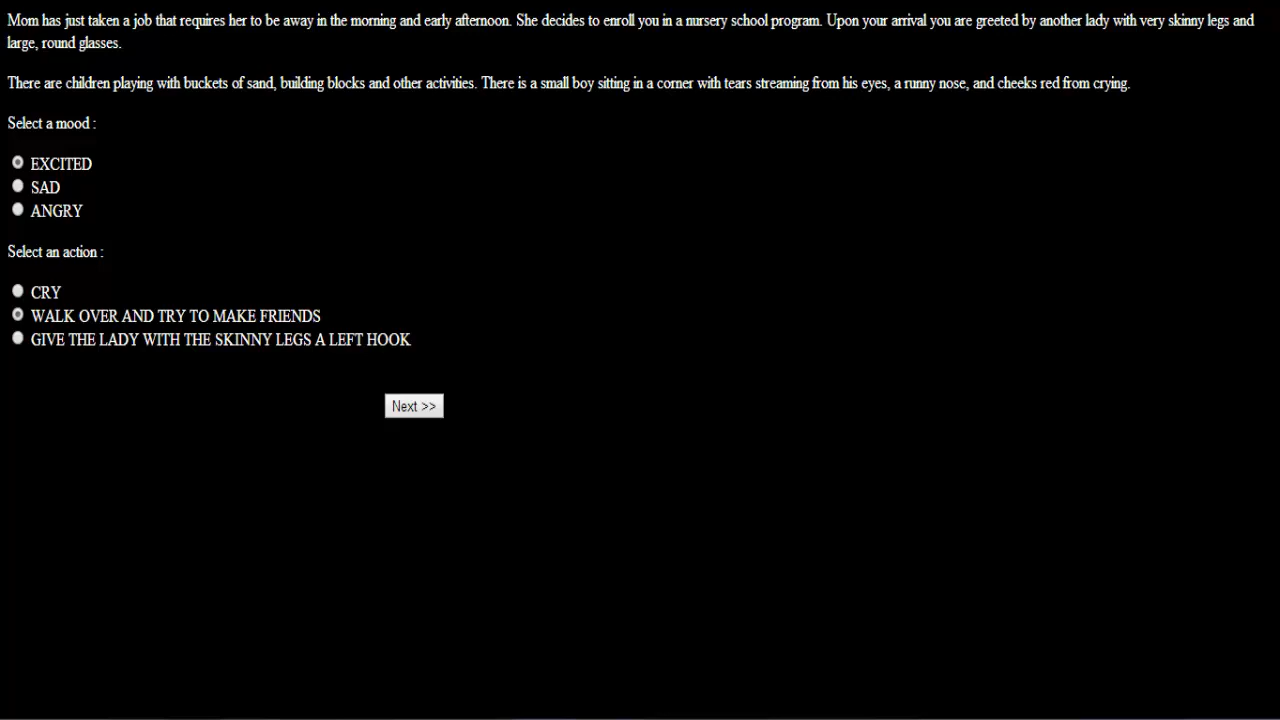 Mom has just taken a job that requires her to be away in the morning and early afternoon. She decides to enroll you in a nursery school program. Upon your arrival you are greeted by another lady with very skinny legs and
large, round glasses.
There are children playing with buckets of sand, building blocks and other activities. There is a small boy sitting in a corner with tears streaming from his eyes, a runny nose, and cheeks red from crying.
Select a mood :
EXCITED
SAD
ANGRY
Select an action :
CRY
WALK OVER AND TRY TO MAKE FRIENDS
GIVE THE LADY WITH THE SKINNY LEGS A LEFT HOOK
Next >>